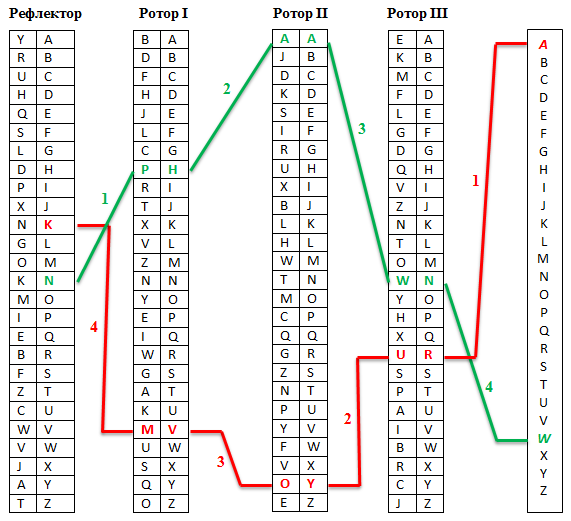 Рефлектор Ротор I Ротор II Ротор III
Y A B A A A E A A
R B D B J B K B B
U C F C D C M C C
2
H D H D K D F D D
Q E J E S E L E E
3
S F L F I F G F F
L G C G R G D G G
D H P H U H Q H H
1
P I R I X I V I I
1
X J T J B J Z J J
N K X K L K N K K
G L V L H L T L L
O M Z M W M O M M
K N N N T N W N N
M O Y O M O Y O O
I P E P C P H P P
4
E Q I Q Q Q X Q Q
B R W R G R U R R
F S G S Z S S S S
4
Z T A T N T P T T
C U K U P U A U U
2
W V M V Y V I V V
V W U W F W B W W
3
J X S X V X R X X
A Y Q Y O Y C Y Y
T Z O Z E Z J Z Z